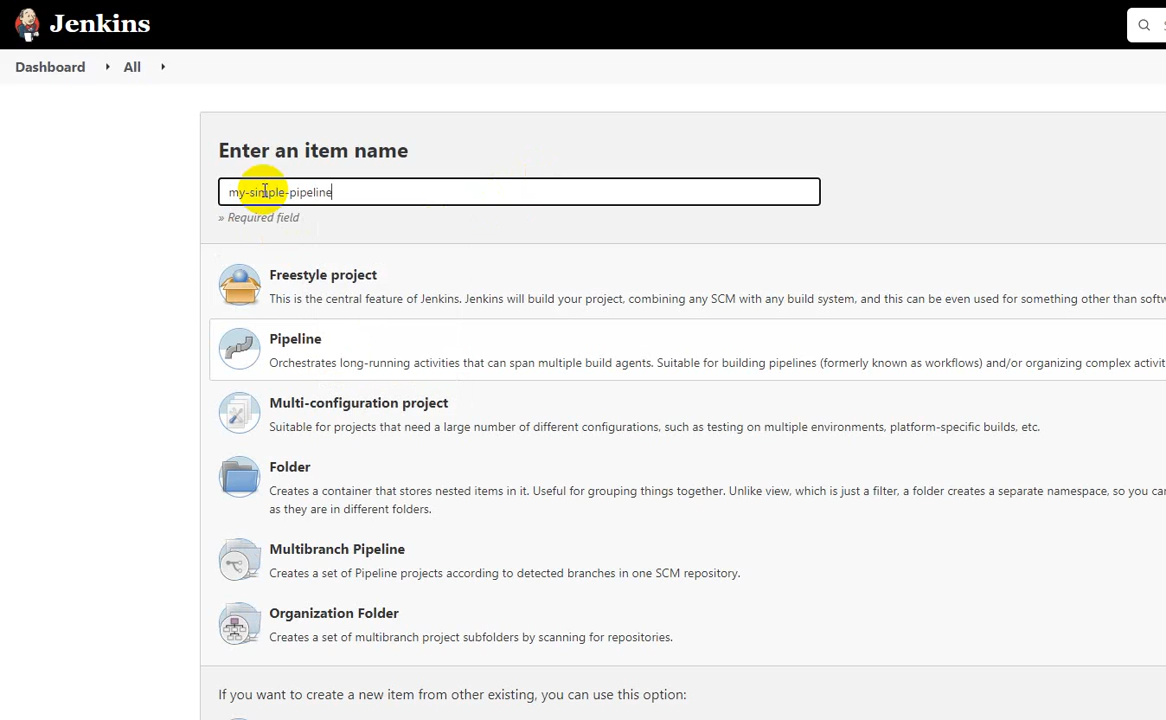 Jenkins
Dashboard All
Enter an item name
my-simple-pipeline
» Required field
Freestyle project
This is the central feature of Jenkins. Jenkins will build your project, combining any SCM with any build system, and this can be even used for something other than softw
Pipeline
Orchestrates long-running activities that can span multiple build agents. Suitable for building pipelines (formerly known as workflows) and/or organizing complex activit
Multi-configuration project
Suitable for projects that need a large number of different configurations, such as testing on multiple environments, platform-specific builds, etc.
Folder
Creates a container that stores nested items in it. Useful for grouping things together. Unlike view, which is just a filter, a folder creates a separate namespace, so you ca
as they are in different folders.
Multibranch Pipeline
Creates a set of Pipeline projects according to detected branches in one SCM repository.
Organization Folder
Creates a set of multibranch project subfolders by scanning for repositories.
If you want to create a new item from other existing, you can use this option: